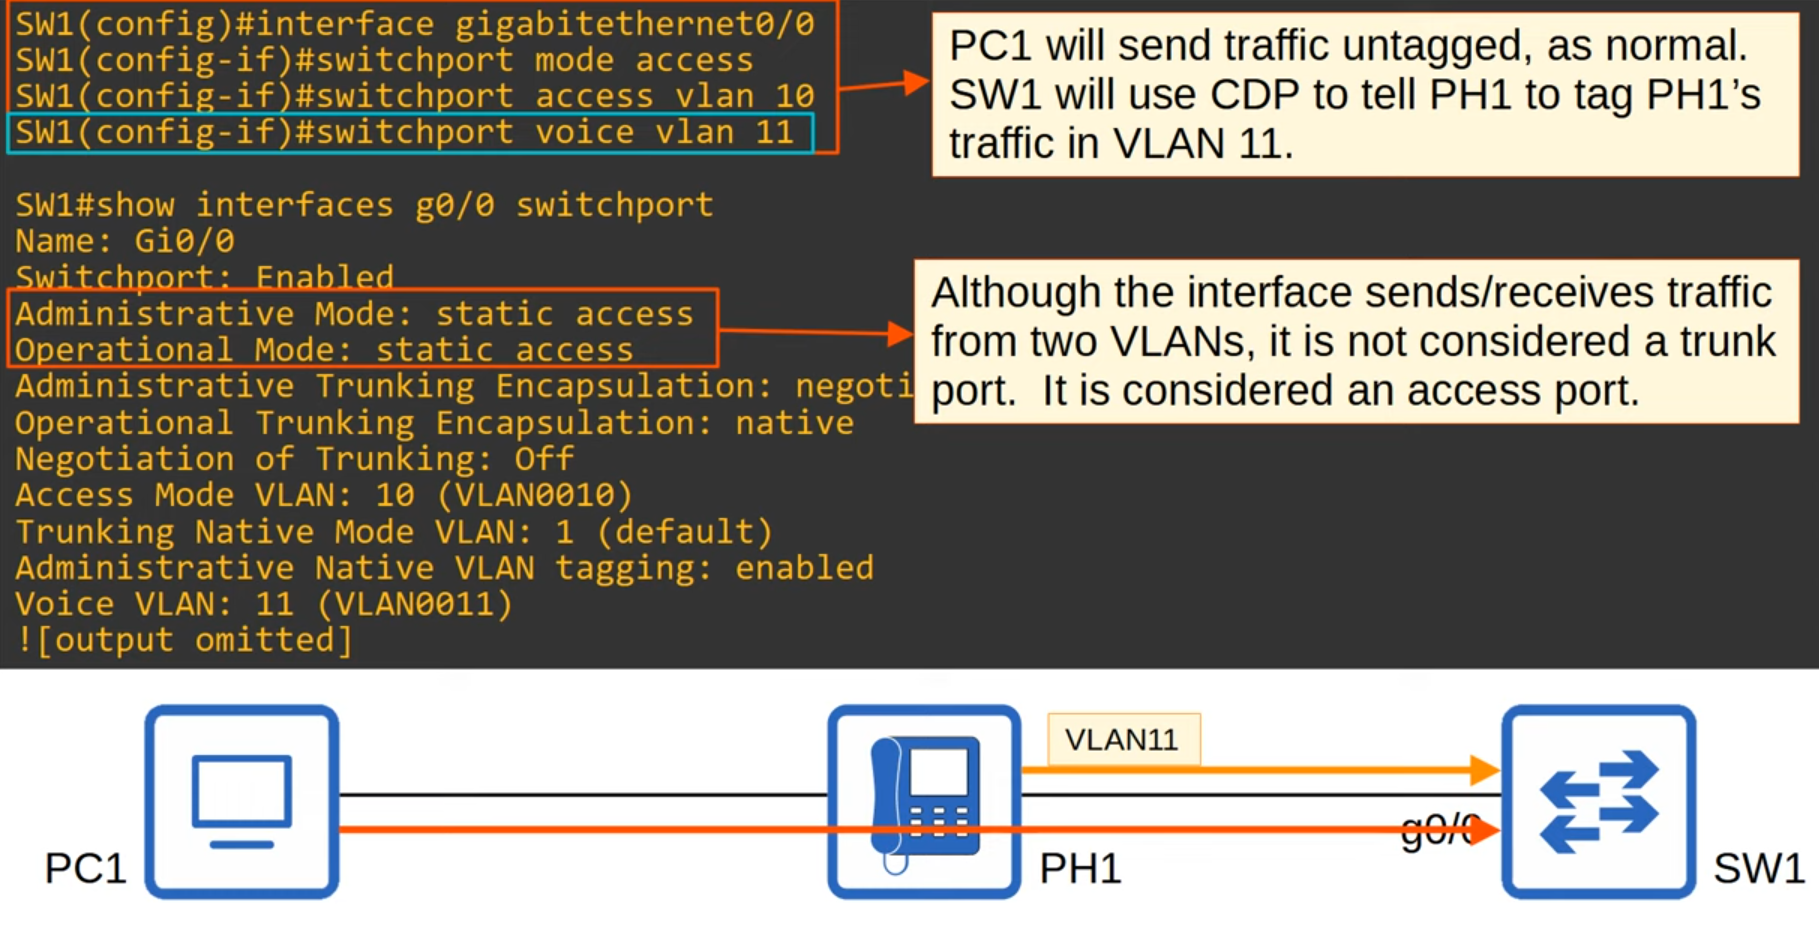 SW1(config)#interface gigabitethernet0/0
SW1(config-if)#switchport mode access
SW1(config-if)#switchport access vlan 10
SW1(config-if)#switchport voice vlan 11
PC1 will send traffic untagged, as normal.
SW1 will use CDP to tell PH1 to tag PH1’s
traffic in VLAN 11.
SW1#show interfaces g0/0 switchport
Name: Gi0/0
Switchport: Enabled
Administrative Mode: static access
Operational Mode: static access
Administrative Trunking Encapsulation: negoti
Operational Trunking Encapsulation: native
Negotiation of Trunking: Off
Access Mode VLAN: 10 (VLAN0010)
Trunking Native Mode VLAN: 1 (default)
Administrative Native VLAN tagging: enabled
Voice VLAN: 11 (VLAN0011)
![output omitted]
Although the interface sends/receives traffic
from two VLANs, it is not considered a trunk
port.  It is considered an access port.
VLAN11
g0/0
PC1
PH1
SW1